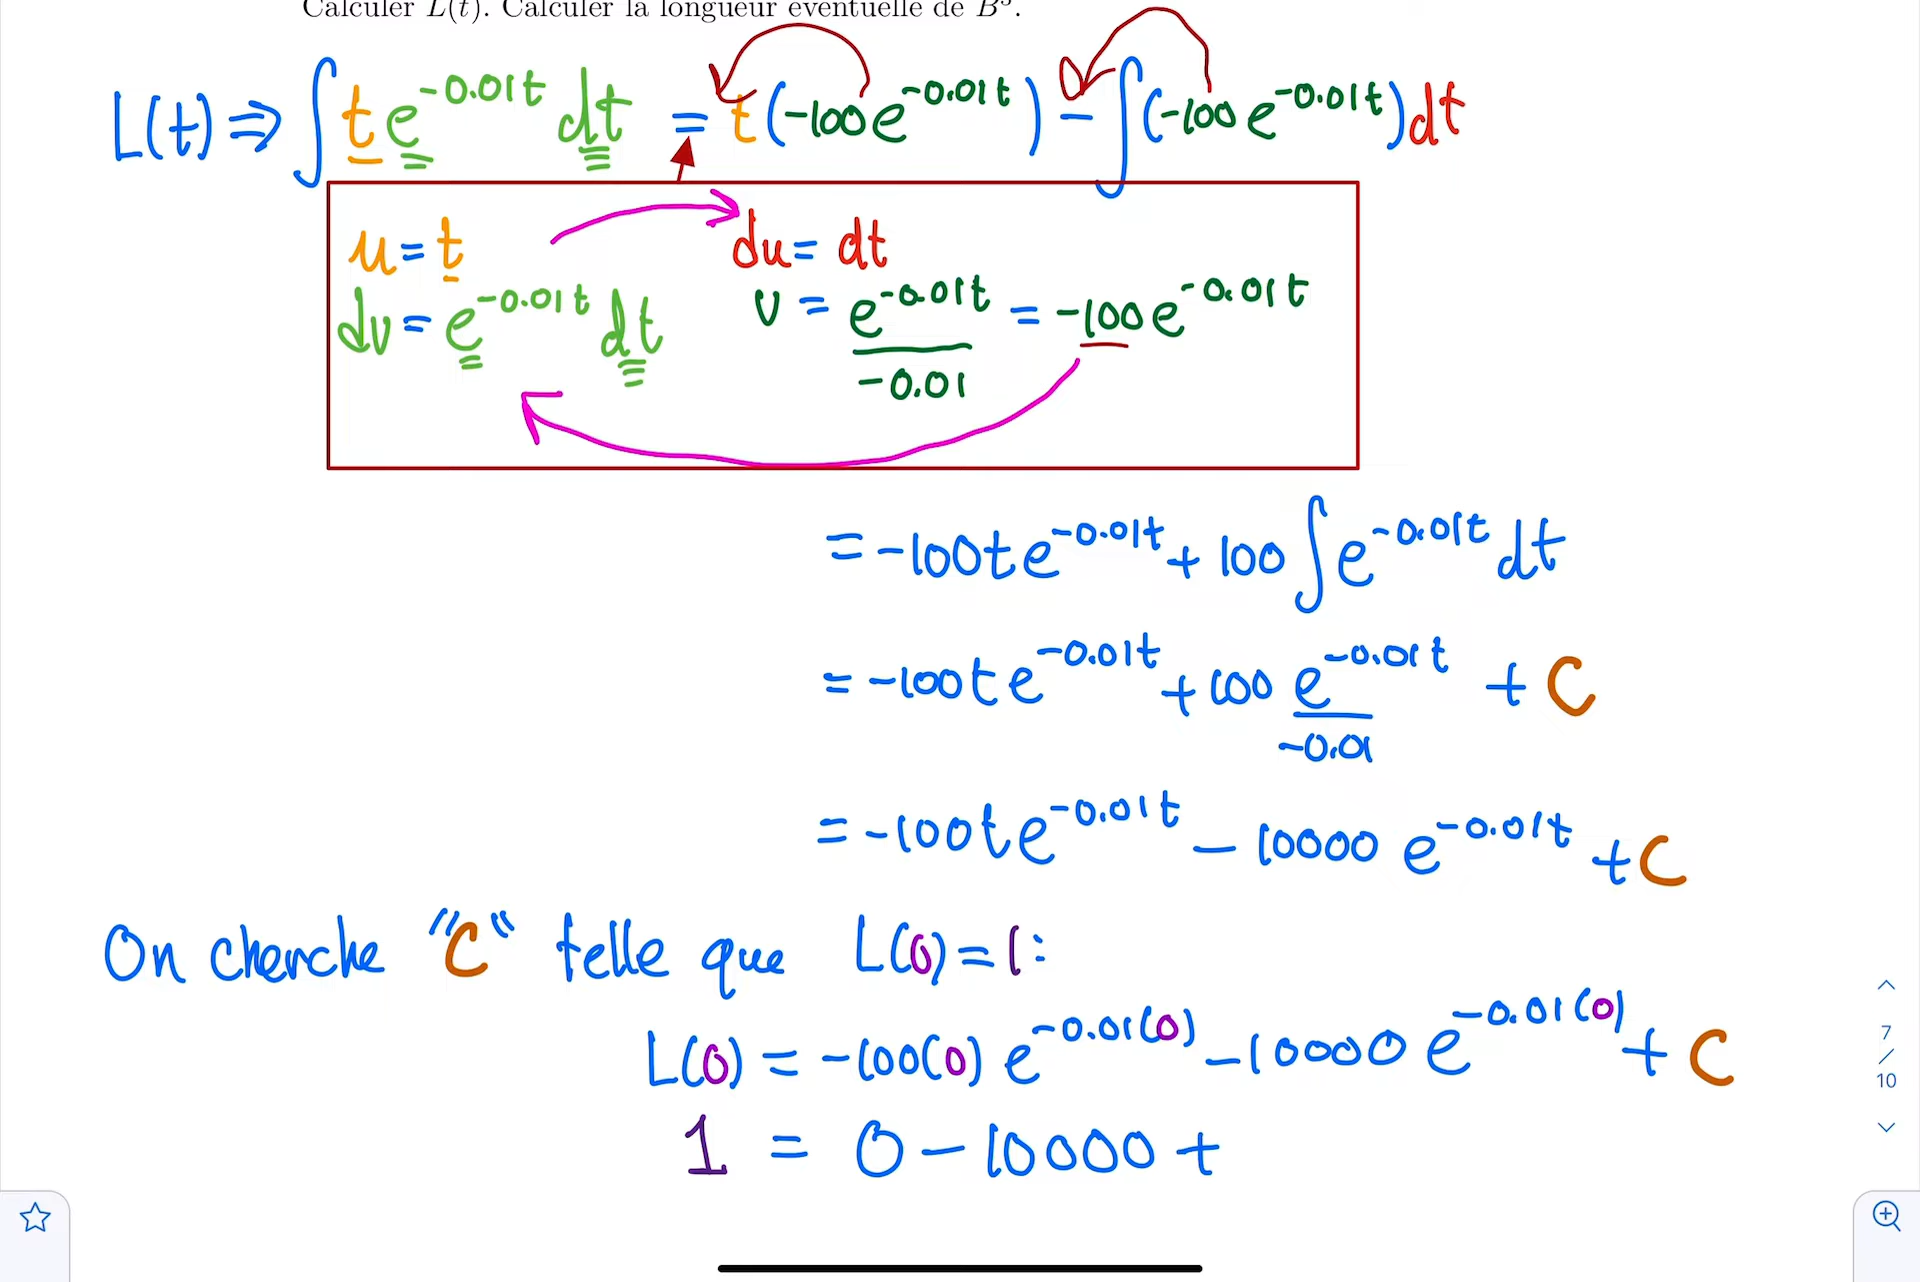 Calculer L(t). Calculer la longueur éventuelle de B³.
L(t) ⇒ ∫ t e^{-0.01t} dt = t(-100e^{-0.01t}) - ∫(-100e^{-0.01t})dt
u = t du = dt
dv = e^{-0.01t} dt v = e^{-0.01t}/-0.01 = -100e^{-0.01t}
= -100te^{-0.01t} + 100 ∫ e^{-0.01t} dt
= -100te^{-0.01t} + 100 e^{-0.01t}/-0.01 + C
= -100te^{-0.01t} - 10000 e^{-0.01t} + C
On cherche "C" telle que L(0) = 1 :
L(0) = -100(0) e^{-0.01(0)} - 10000 e^{-0.01(0)} + C
1 = 0 - 10000 +
7
/
10